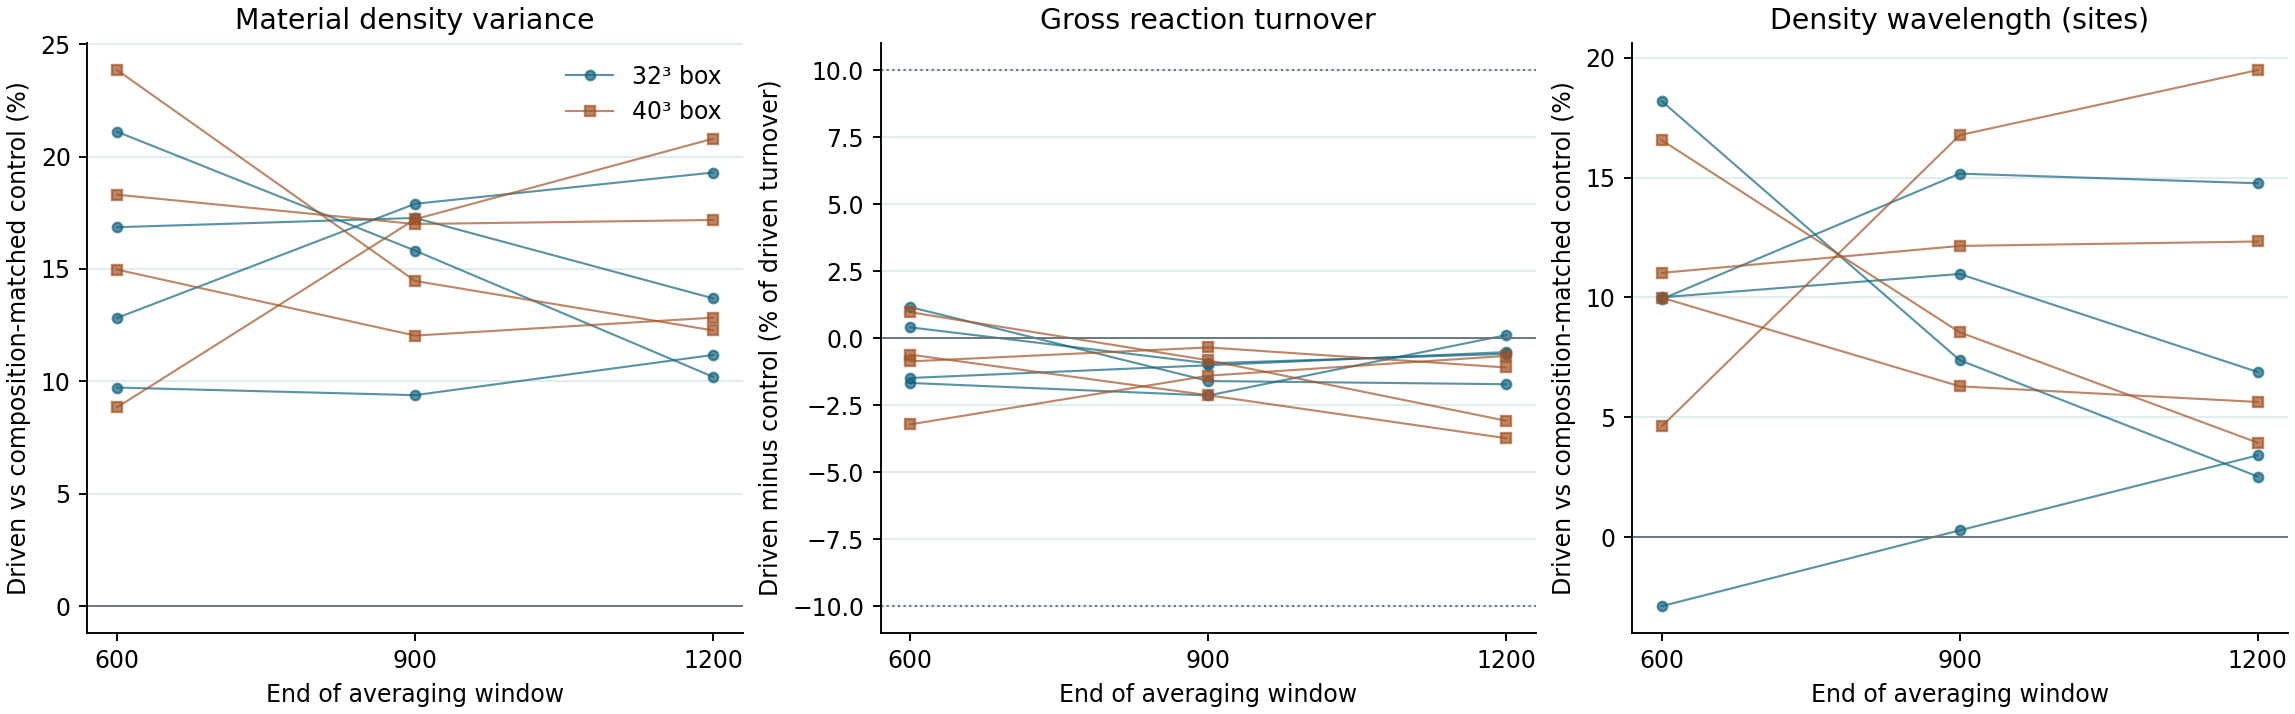 Material density variance
Driven vs composition-matched control (%)
25
20
15
10
5
0
32³ box
40³ box
600
900
1200
End of averaging window
Gross reaction turnover
Driven minus control (% of driven turnover)
10.0
7.5
5.0
2.5
0.0
−2.5
−5.0
−7.5
−10.0
600
900
1200
End of averaging window
Density wavelength (sites)
Driven vs composition-matched control (%)
20
15
10
5
0
600
900
1200
End of averaging window